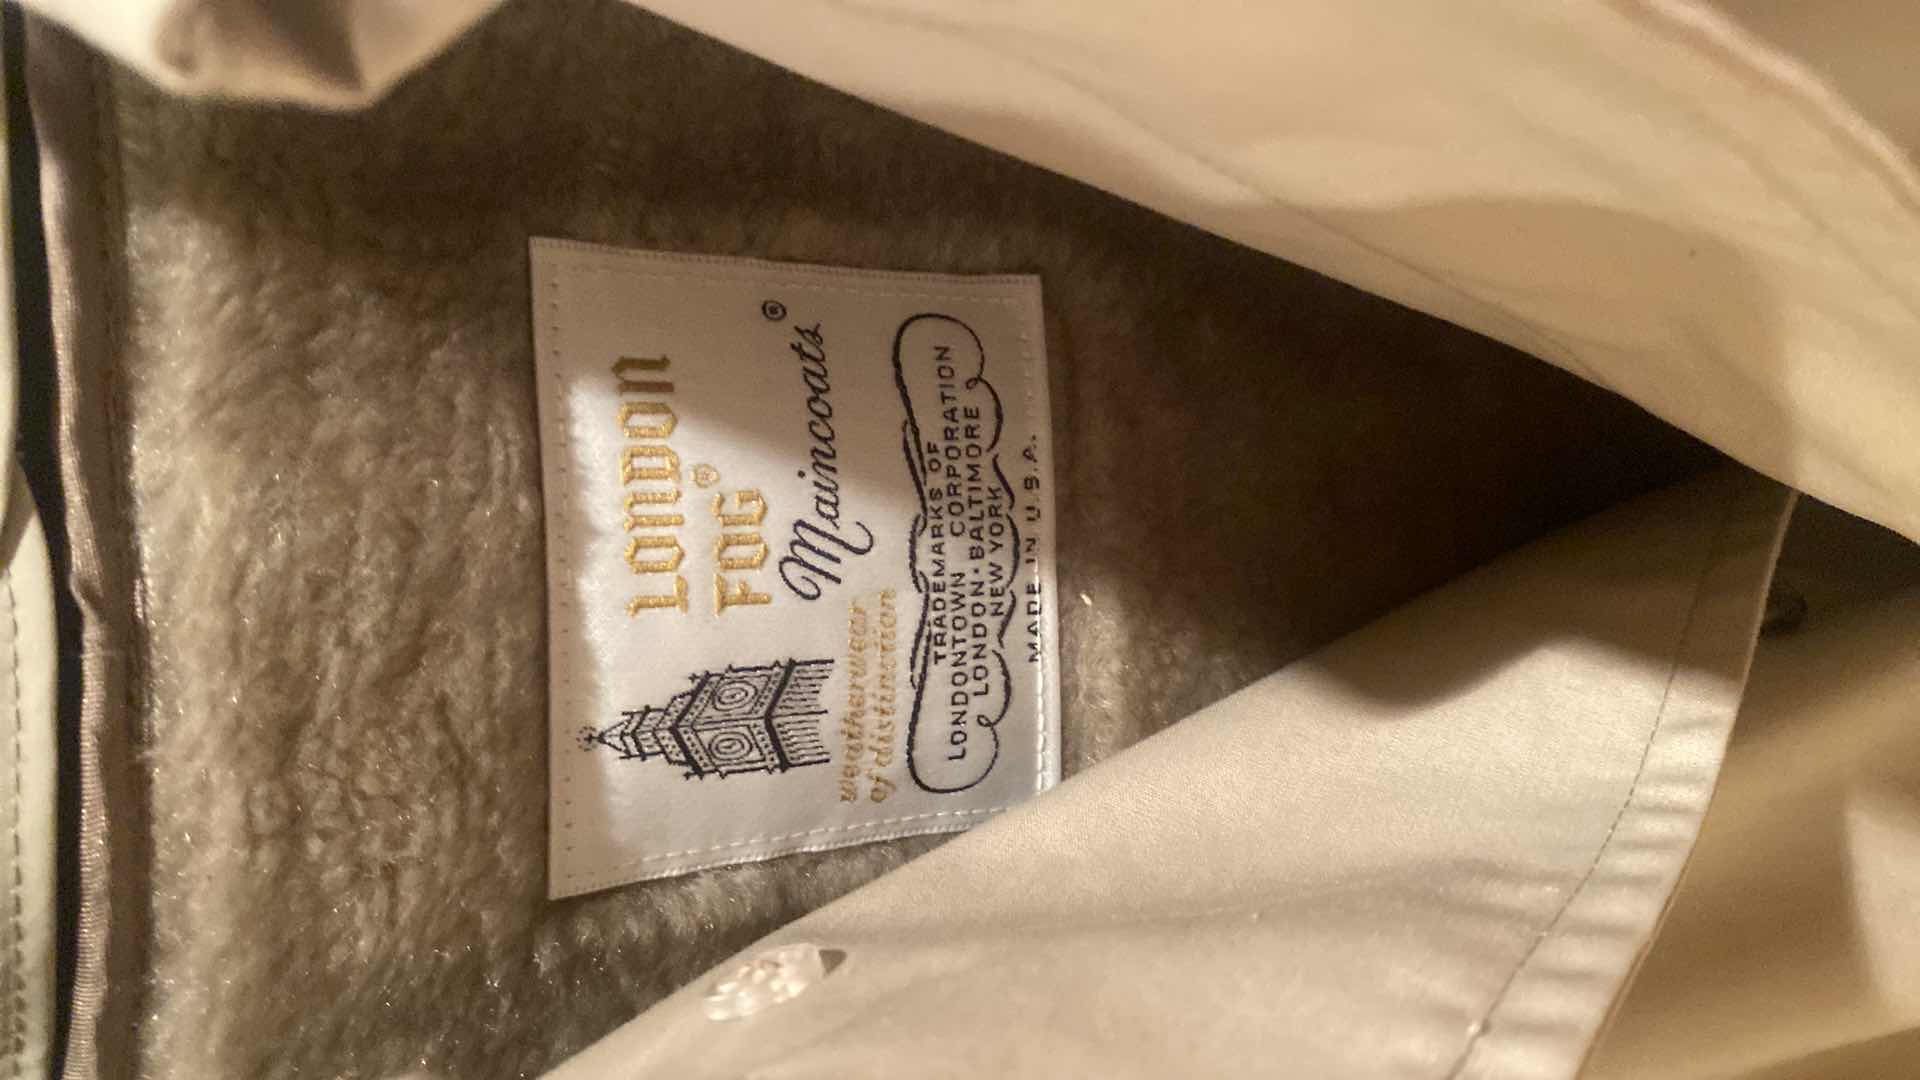 LONDON
FOG®
Maincoats®
weatherwear
of distinction
TRADEMARKS OF
LONDONTOWN CORPORATION
LONDON · BALTIMORE
NEW YORK
MADE IN U.S.A.